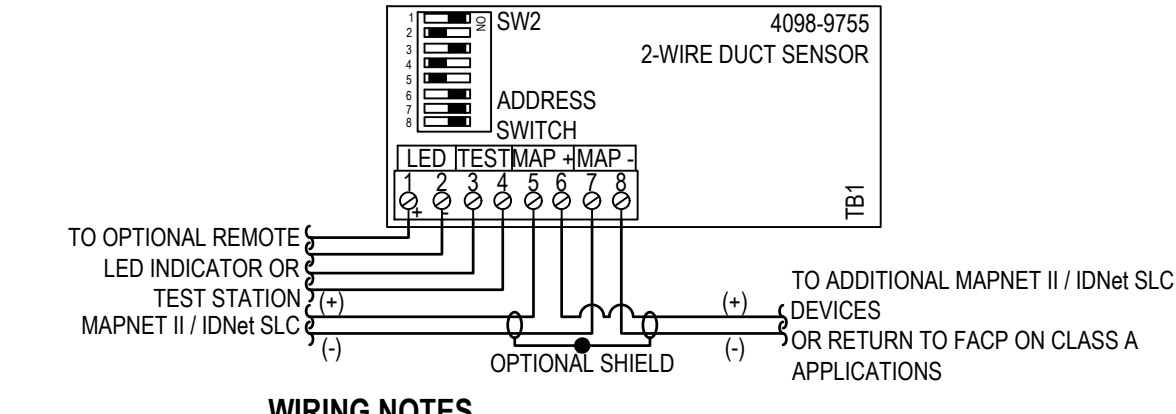 1
2
3
4
5
6
7
8
ON
SW2
4098-9755
2-WIRE DUCT SENSOR
ADDRESS
SWITCH
LED TEST MAP + MAP -
1 2 3 4 5 6 7 8
+ -
TB1
TO OPTIONAL REMOTE
LED INDICATOR OR
TEST STATION
(+)
MAPNET II / IDNet SLC
(-)
OPTIONAL SHIELD
(+)
(-)
TO ADDITIONAL MAPNET II / IDNet SLC
DEVICES
OR RETURN TO FACP ON CLASS A
APPLICATIONS
WIRING NOTES